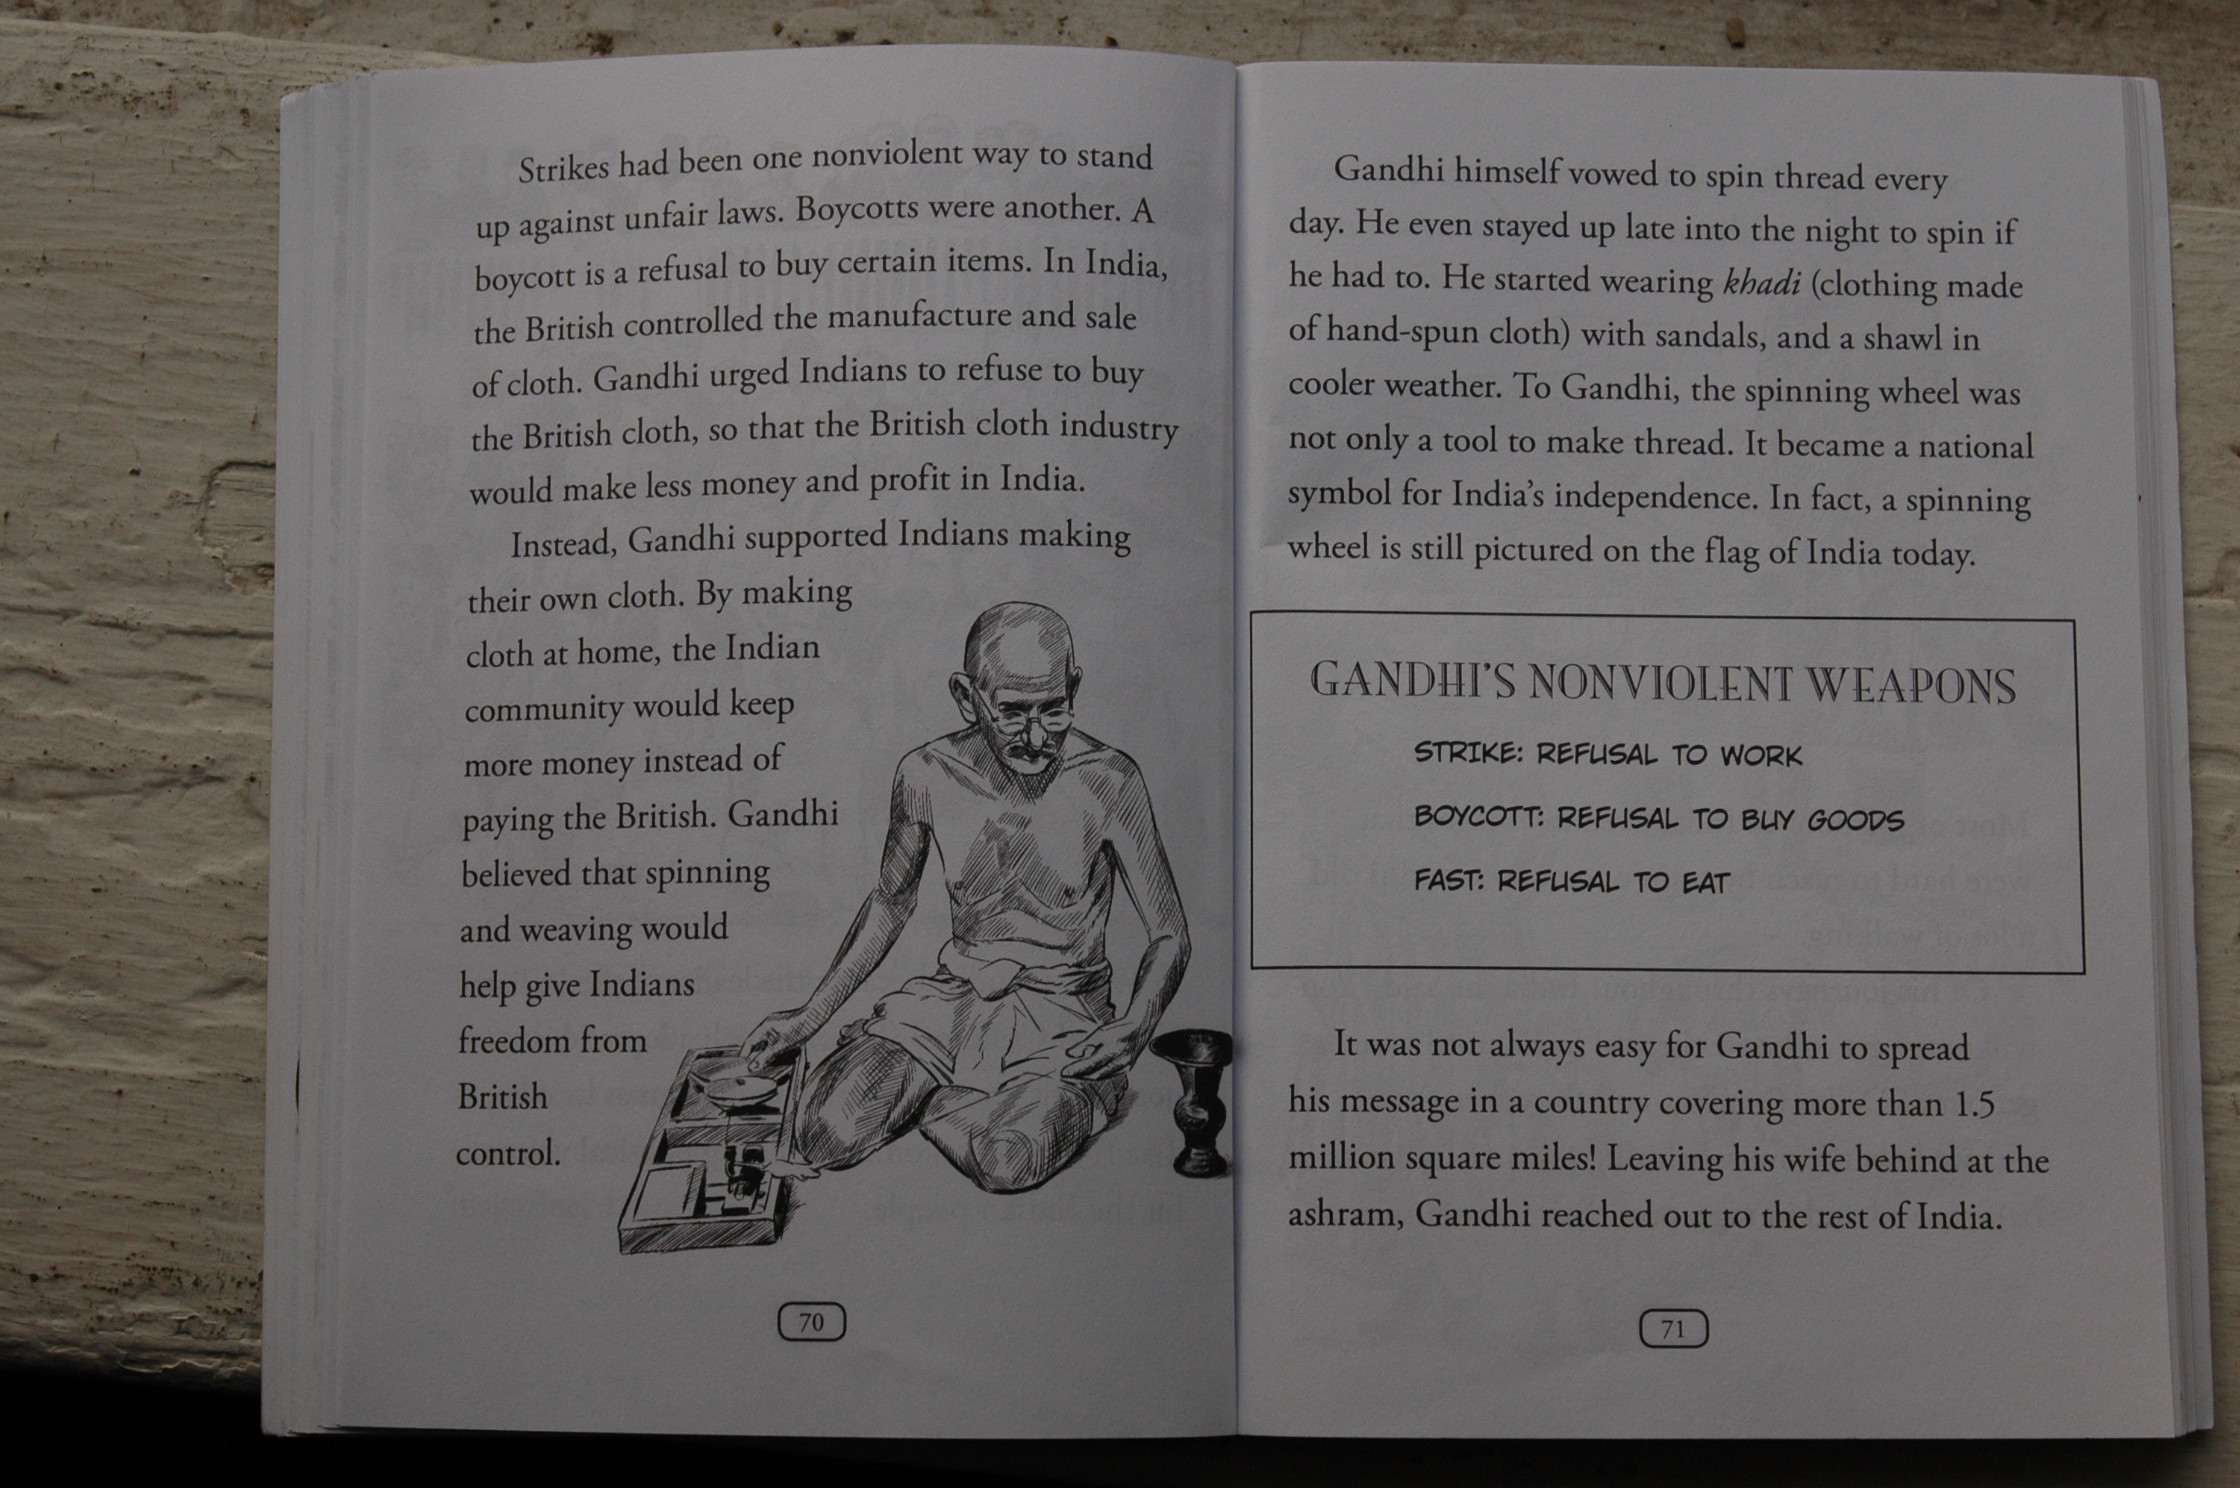 Strikes had been one nonviolent way to stand
up against unfair laws. Boycotts were another. A
boycott is a refusal to buy certain items. In India,
the British controlled the manufacture and sale
of cloth. Gandhi urged Indians to refuse to buy
the British cloth, so that the British cloth industry
would make less money and profit in India.
Instead, Gandhi supported Indians making
their own cloth. By making
cloth at home, the Indian
community would keep
more money instead of
paying the British. Gandhi
believed that spinning
and weaving would
help give Indians
freedom from
British
control.
70
Gandhi himself vowed to spin thread every
day. He even stayed up late into the night to spin if
he had to. He started wearing khadi (clothing made
of hand-spun cloth) with sandals, and a shawl in
cooler weather. To Gandhi, the spinning wheel was
not only a tool to make thread. It became a national
symbol for India’s independence. In fact, a spinning
wheel is still pictured on the flag of India today.
GANDHI’S NONVIOLENT WEAPONS
STRIKE: REFUSAL TO WORK
BOYCOTT: REFUSAL TO BUY GOODS
FAST: REFUSAL TO EAT
It was not always easy for Gandhi to spread
his message in a country covering more than 1.5
million square miles! Leaving his wife behind at the
ashram, Gandhi reached out to the rest of India.
71